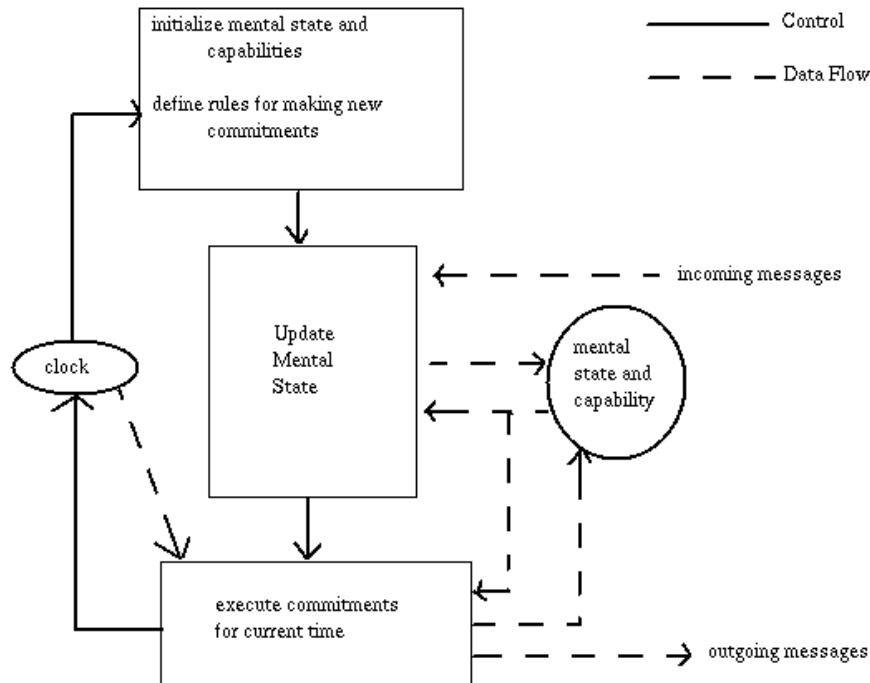 initialize mental state and
capabilities
define rules for making new
commitments
Control
Data Flow
incoming messages
Update
Mental
State
mental
state and
capability
clock
execute commitments
for current time
outgoing messages